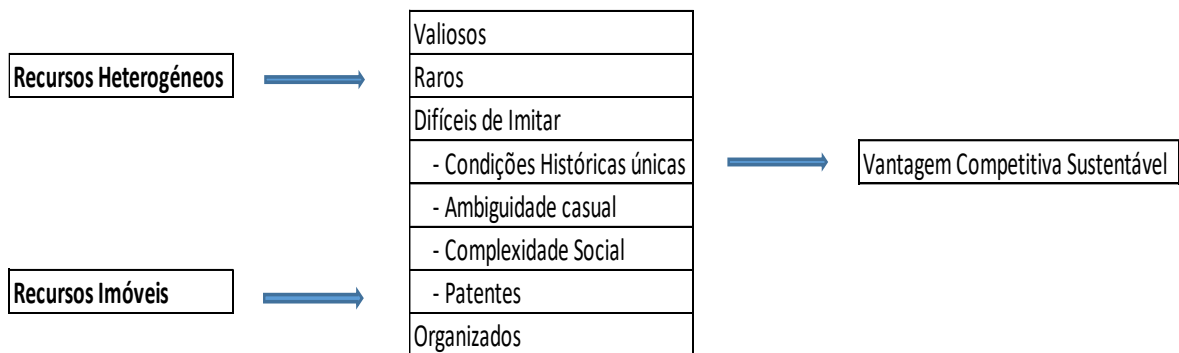 Recursos Heterogéneos
Recursos Imóveis
Valiosos
Raros
Difíceis de Imitar
- Condições Históricas únicas
- Ambiguidade casual
- Complexidade Social
- Patentes
Organizados
Vantagem Competitiva Sustentável